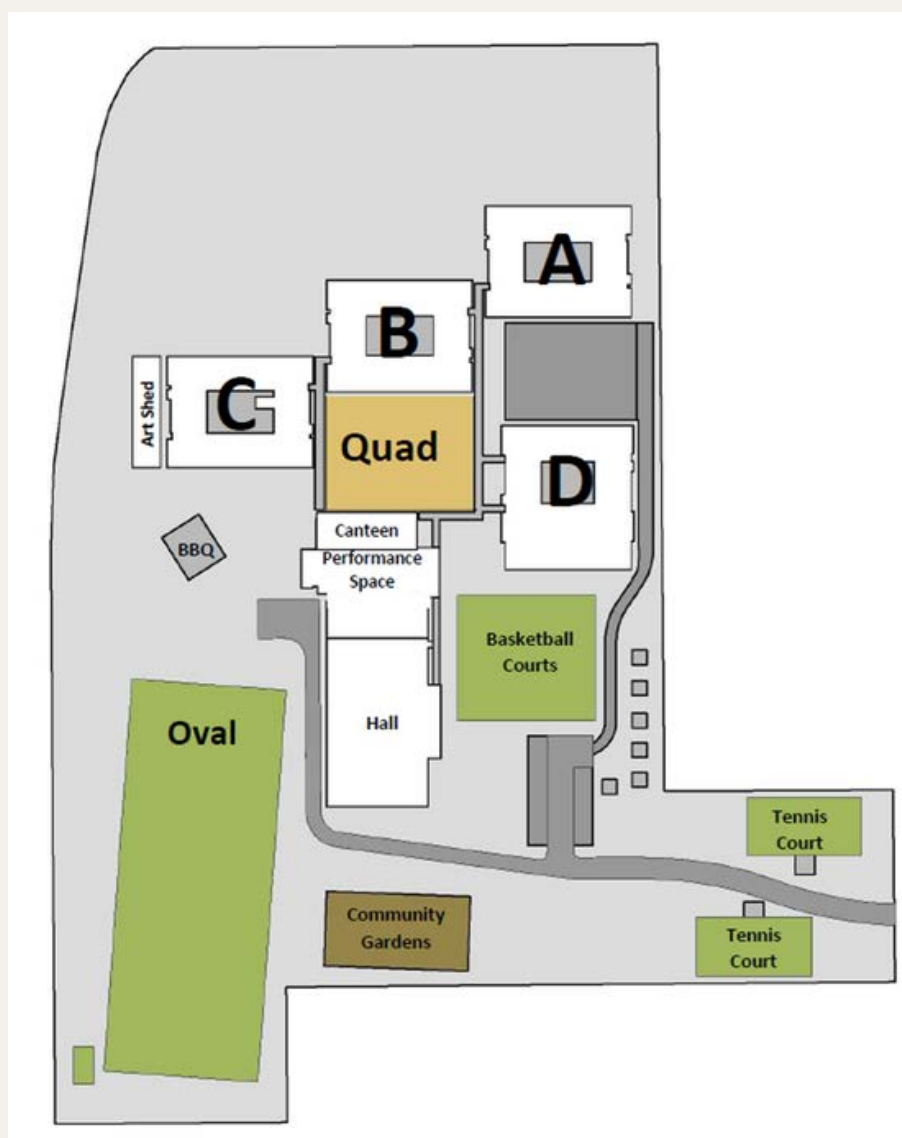 A
B
C
Art Shed
Quad
D
Canteen
BBQ
Performance
Space
Basketball
Courts
Hall
Oval
Tennis
Court
Community
Gardens
Tennis
Court